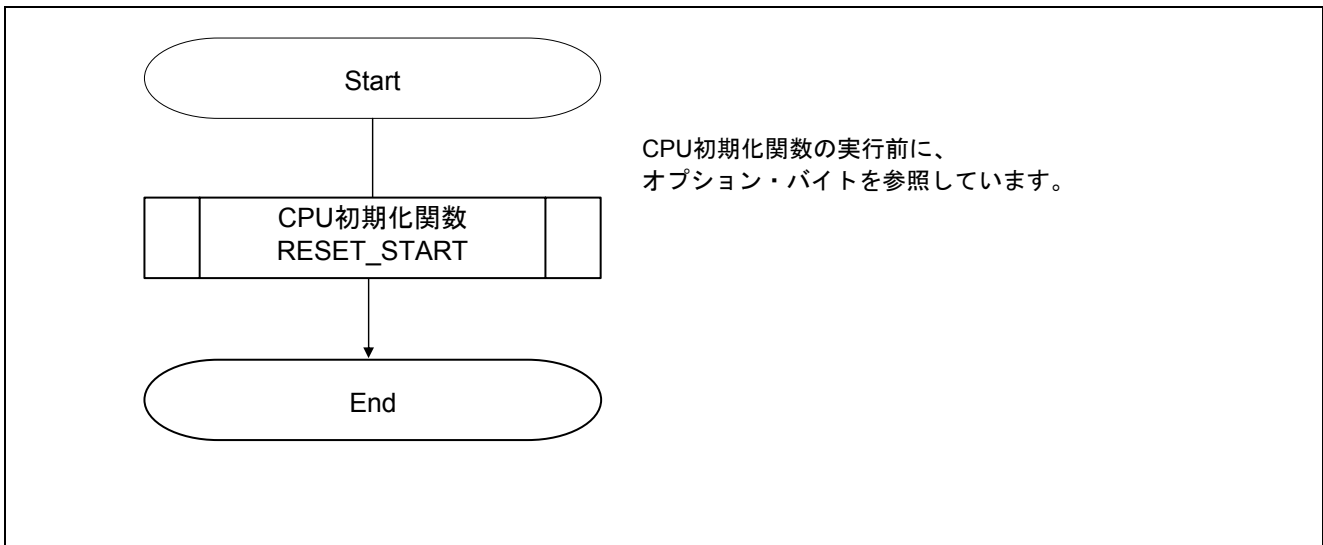 Start
CPU初期化関数の実行前に、
オプション・バイトを参照しています。
CPU初期化関数
RESET_START
End